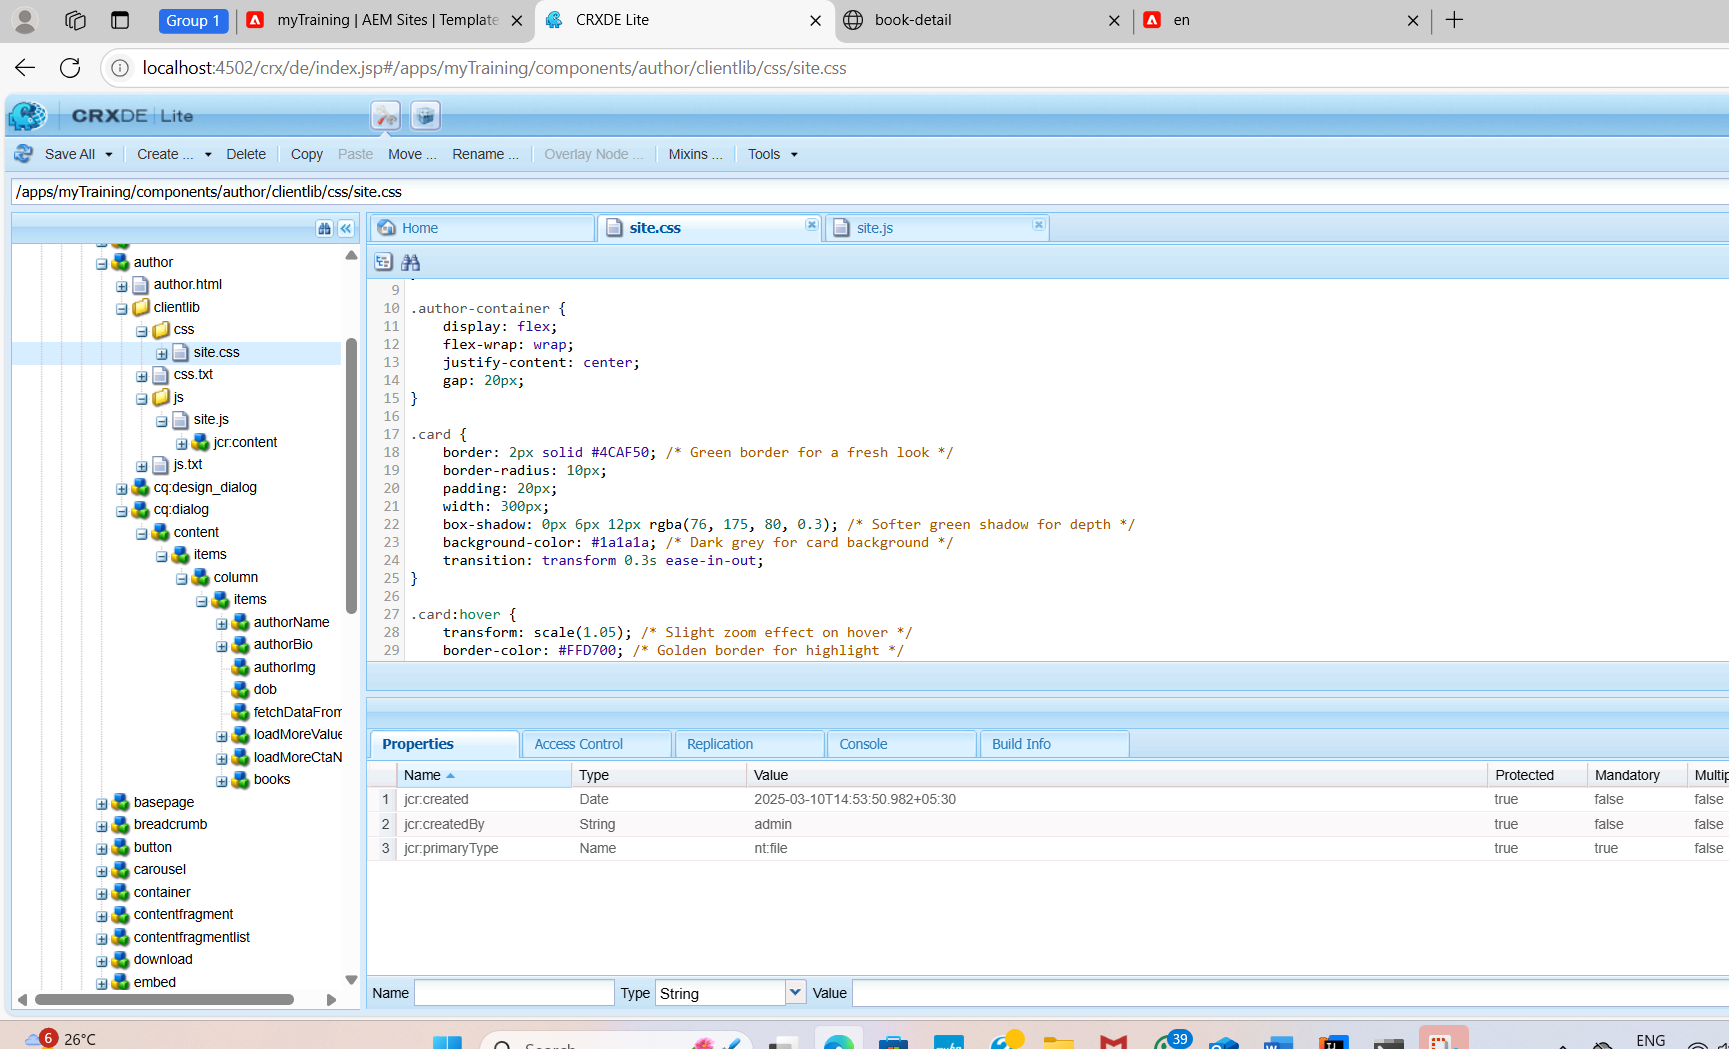 Group 1
myTraining | AEM Sites | Template
CRXDE Lite
book-detail
en
localhost:4502/crx/de/index.jsp#/apps/myTraining/components/author/clientlib/css/site.css
CRXDE | Lite
Save All
Create ...
Delete
Copy
Paste
Move ...
Rename ...
Overlay Node ...
Mixins ...
Tools
/apps/myTraining/components/author/clientlib/css/site.css
author
author.html
clientlib
css
site.css
css.txt
js
site.js
jcr:content
js.txt
cq:design_dialog
cq:dialog
content
items
column
items
authorName
authorBio
authorImg
dob
fetchDataFrom
loadMoreValue
loadMoreCtaN
books
basepage
breadcrumb
button
carousel
container
contentfragment
contentfragmentlist
download
embed
Home
site.css
site.js
9
10 .author-container {
11 display: flex;
12 flex-wrap: wrap;
13 justify-content: center;
14 gap: 20px;
15 }
16
17 .card {
18 border: 2px solid #4CAF50; /* Green border for a fresh look */
19 border-radius: 10px;
20 padding: 20px;
21 width: 300px;
22 box-shadow: 0px 6px 12px rgba(76, 175, 80, 0.3); /* Softer green shadow for depth */
23 background-color: #1a1a1a; /* Dark grey for card background */
24 transition: transform 0.3s ease-in-out;
25 }
26
27 .card:hover {
28 transform: scale(1.05); /* Slight zoom effect on hover */
29 border-color: #FFD700; /* Golden border for highlight */
Properties
Access Control
Replication
Console
Build Info
Name Type Value Protected Mandatory Multip
1 jcr:created Date 2025-03-10T14:53:50.982+05:30 true false false
2 jcr:createdBy String admin true false false
3 jcr:primaryType Name nt:file true true false
Name
Type String
Value
6 26°C
Search
39
ENG